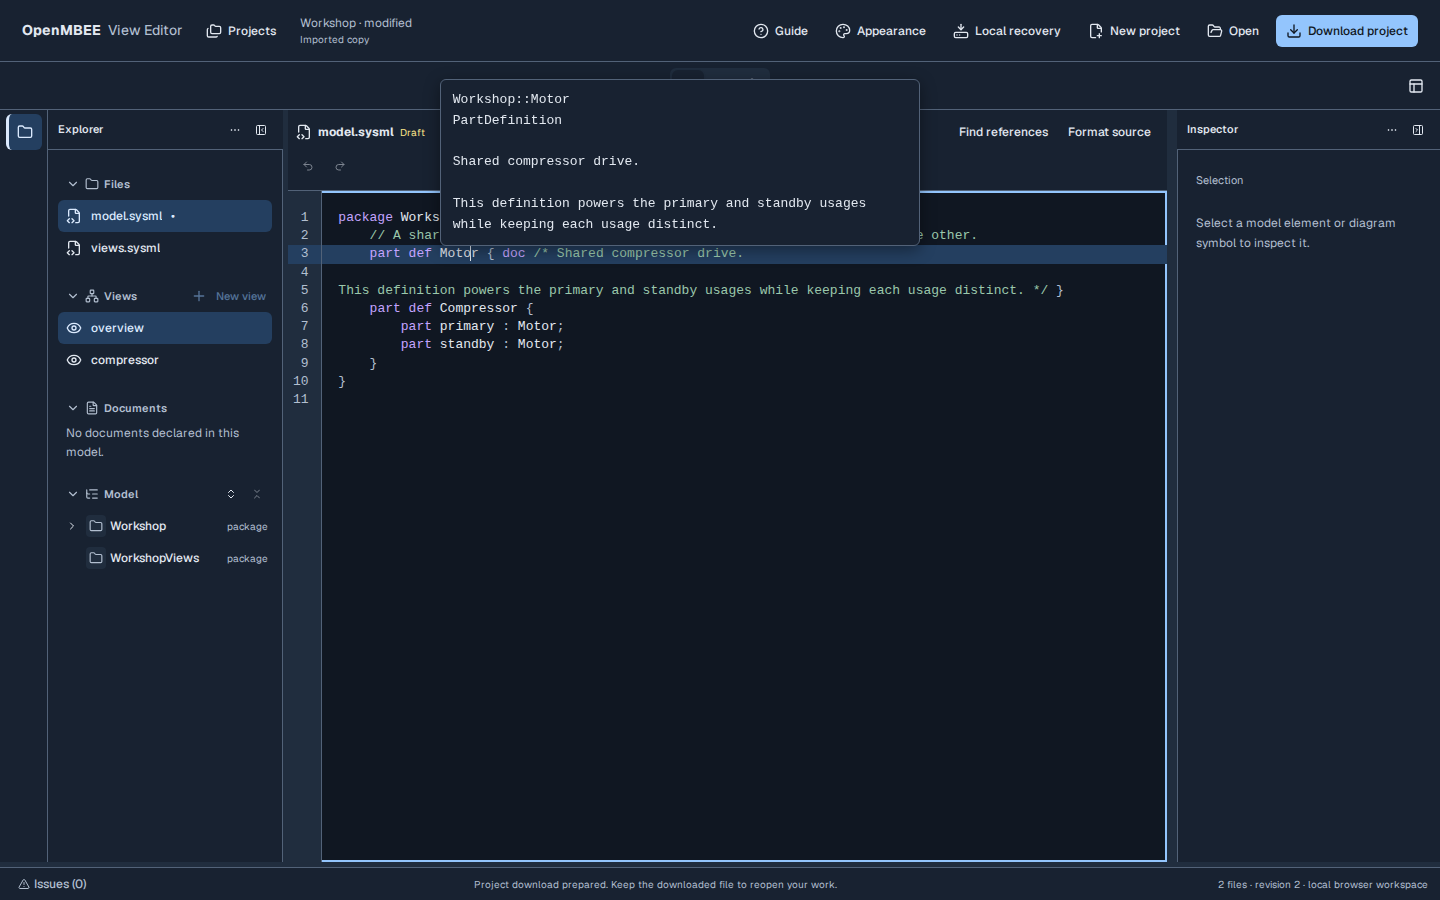 OpenMBEE View Editor
Projects
Workshop · modified
Imported copy
Guide
Appearance
Local recovery
New project
Open
Download project
Explorer
Files
model.sysml •
views.sysml
Views
New view
overview
compressor
Documents
No documents declared in this
model.
Model
Workshop package
WorkshopViews package
model.sysml Draft
Find references
Format source
Workshop::Motor
PartDefinition
Shared compressor drive.
This definition powers the primary and standby usages
while keeping each usage distinct.
1 package Works
2 // A shar other.
3 part def Motor { doc /* Shared compressor drive.
4
5 This definition powers the primary and standby usages while keeping each usage distinct. */ }
6 part def Compressor {
7 part primary : Motor;
8 part standby : Motor;
9 }
10 }
11
Inspector
Selection
Select a model element or diagram
symbol to inspect it.
Issues (0)
Project download prepared. Keep the downloaded file to reopen your work.
2 files · revision 2 · local browser workspace